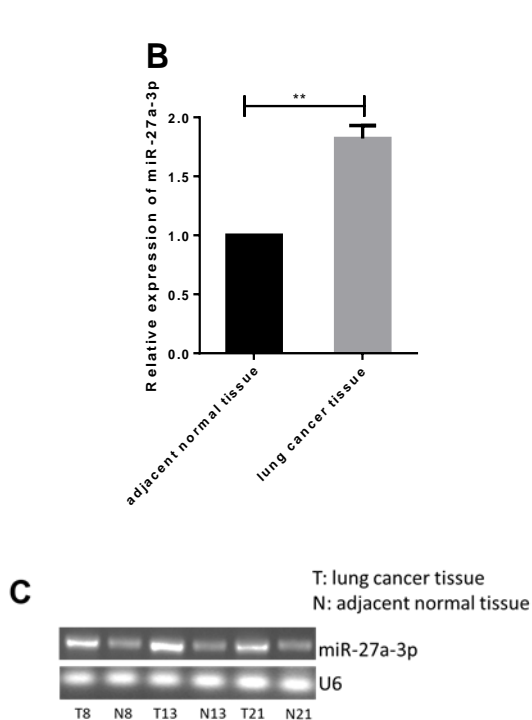 B
Relative expression of miR-27a-3p
**
2.0
1.5
1.0
0.5
0.0
adjacent normal tissue
lung cancer tissue
C
T: lung cancer tissue
N: adjacent normal tissue
miR-27a-3p
U6
T8 N8 T13 N13 T21 N21